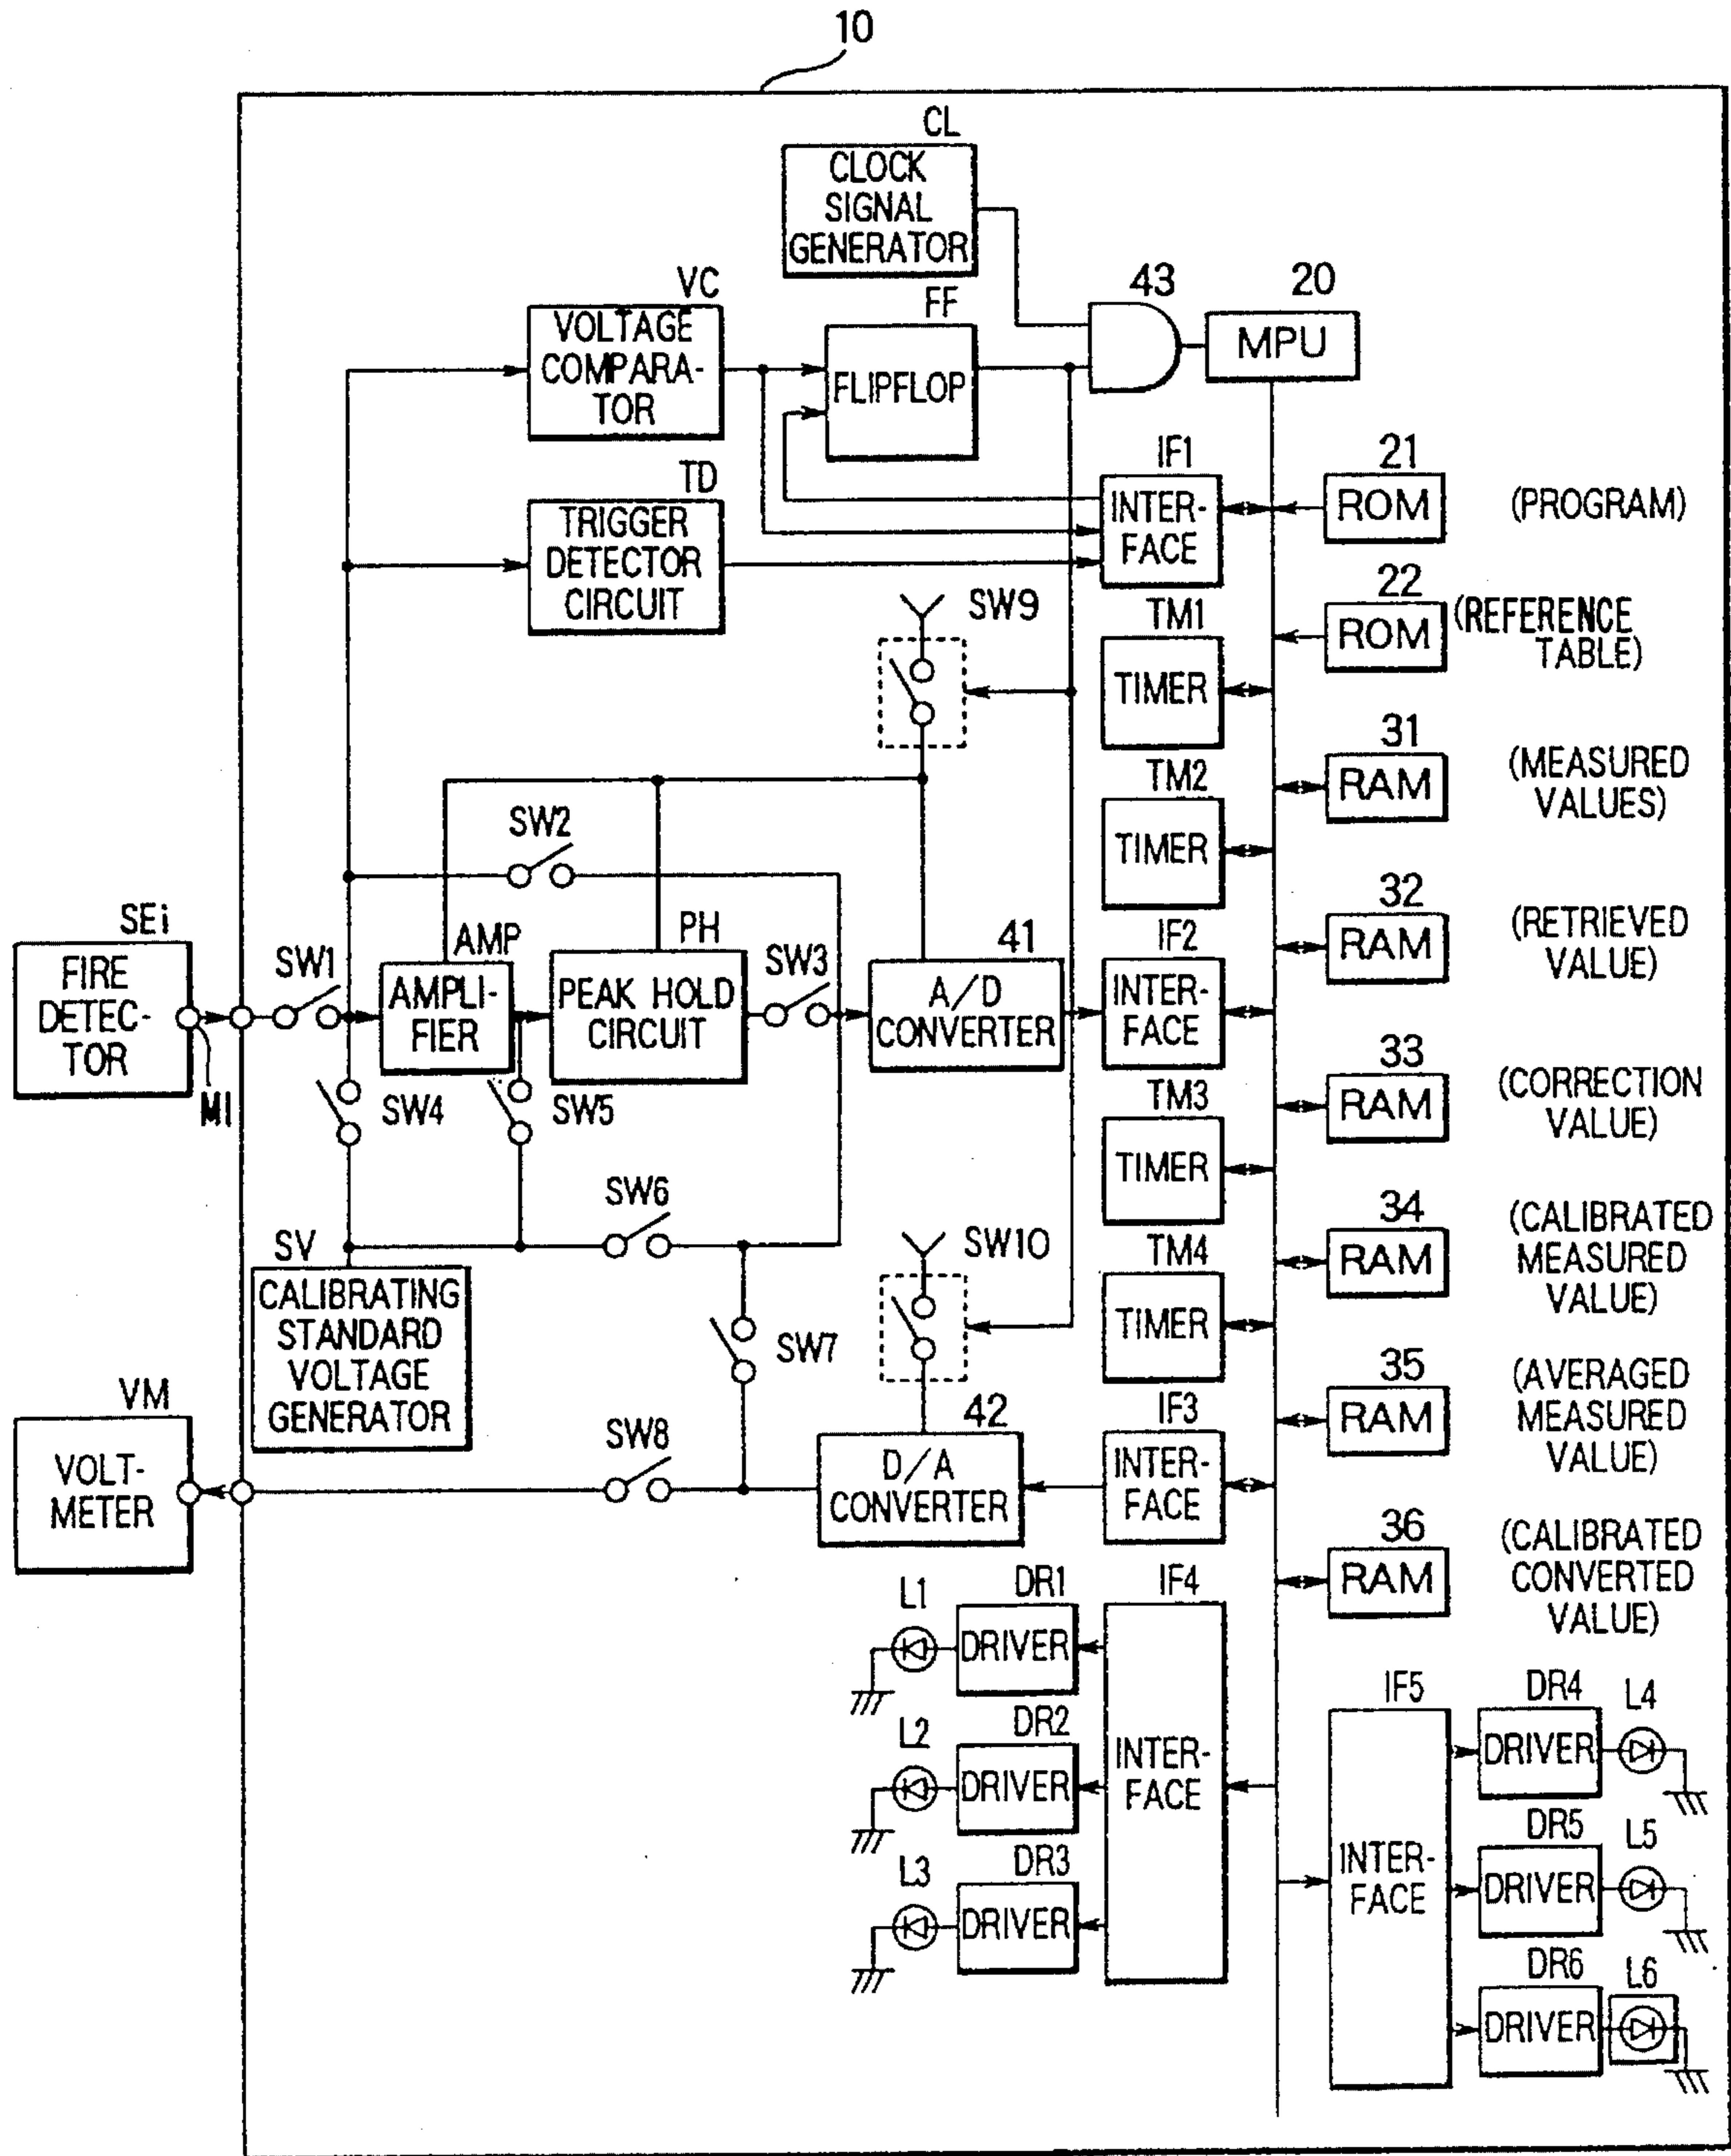 10
CL
CLOCK
SIGNAL
GENERATOR
VC
VOLTAGE
COMPARA-
TOR
FF
FLIPFLOP
43
20
MPU
TD
TRIGGER
DETECTOR
CIRCUIT
IF1
INTER-
FACE
21
ROM
(PROGRAM)
SW9
TM1
TIMER
22
ROM
(REFERENCE
TABLE)
31
RAM
(MEASURED
VALUES)
SW2
TM2
TIMER
32
RAM
(RETRIEVED
VALUE)
SEi
FIRE
DETEC-
TOR
M1
SW1
AMP
AMPLI-
FIER
PH
PEAK HOLD
CIRCUIT
SW3
41
A/D
CONVERTER
IF2
INTER-
FACE
33
RAM
(CORRECTION
VALUE)
SW4
SW5
TM3
TIMER
SW6
34
RAM
(CALIBRATED
MEASURED
VALUE)
SV
CALIBRATING
STANDARD
VOLTAGE
GENERATOR
SW7
SW10
TM4
TIMER
35
RAM
(AVERAGED
MEASURED
VALUE)
VM
VOLT-
METER
SW8
42
D/A
CONVERTER
IF3
INTER-
FACE
36
RAM
(CALIBRATED
CONVERTED
VALUE)
L1
DR1
DRIVER
IF4
INTER-
FACE
L2
DR2
DRIVER
L3
DR3
DRIVER
IF5
INTER-
FACE
DR4
DRIVER
L4
DR5
DRIVER
L5
DR6
DRIVER
L6